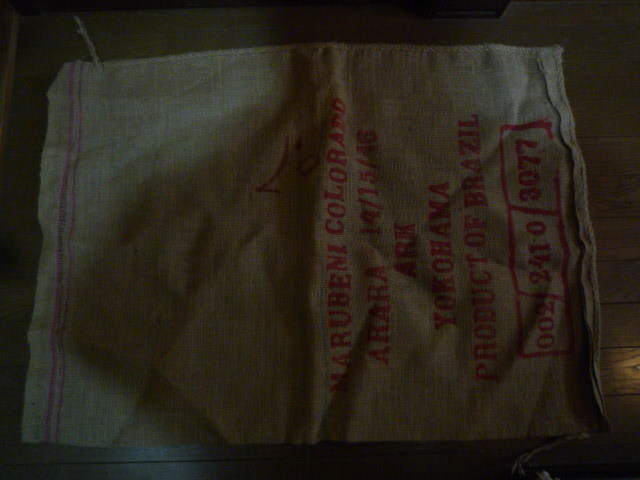 MARUBENI COLORADO
ARARA 14/15/46
ARK
YOKOHAMA
PRODUCT OF BRAZIL
002/241-0/3077